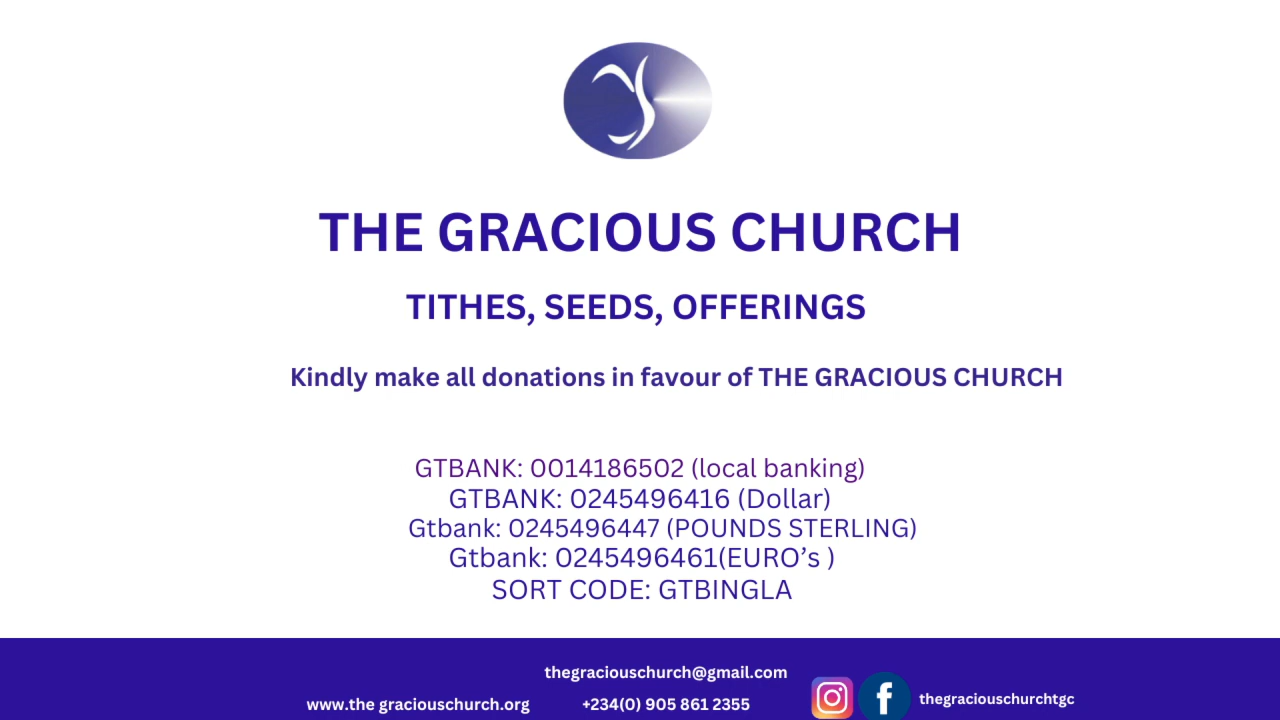 THE GRACIOUS CHURCH
TITHES, SEEDS, OFFERINGS
Kindly make all donations in favour of THE GRACIOUS CHURCH
GTBANK: 0014186502 (local banking)
GTBANK: 0245496416 (Dollar)
Gtbank: 0245496447 (POUNDS STERLING)
Gtbank: 0245496461(EURO’s )
SORT CODE: GTBINGLA
thegraciouschurch@gmail.com
www.the graciouschurch.org
+234(0) 905 861 2355
thegraciouschurchtgc